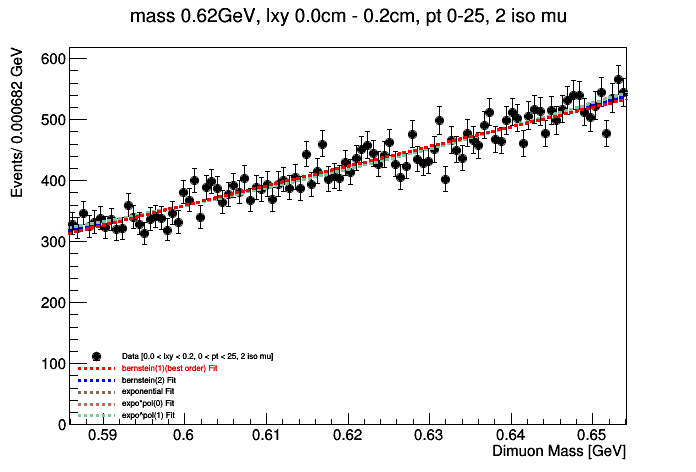 mass 0.62GeV, lxy 0.0cm - 0.2cm, pt 0-25, 2 iso mu
Events/ 0.000682 GeV
600
500
400
300
200
100
0
Data [0.0 < lxy < 0.2, 0 < pt < 25, 2 iso mu]
bernstein(1)(best order) Fit
bernstein(2) Fit
exponential Fit
expo*pol(0) Fit
expo*pol(1) Fit
0.59 0.6 0.61 0.62 0.63 0.64 0.65
Dimuon Mass [GeV]